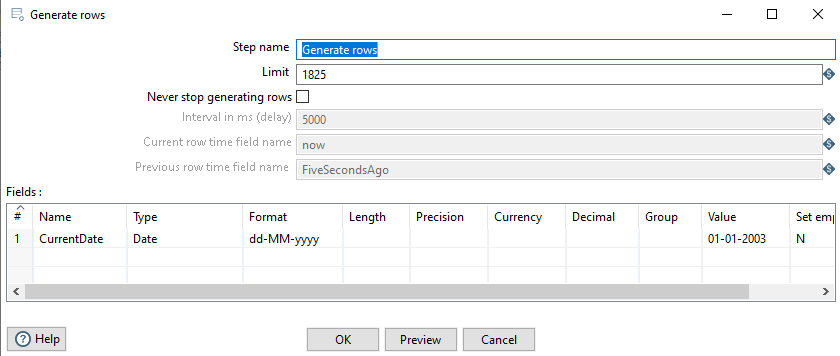 Generate rows
Step name Generate rows
Limit 1825
Never stop generating rows
Interval in ms (delay) 5000
Current row time field name now
Previous row time field name FiveSecondsAgo
Fields :
# Name Type Format Length Precision Currency Decimal Group Value Set emp
1 CurrentDate Date dd-MM-yyyy 01-01-2003 N
Help OK Preview Cancel